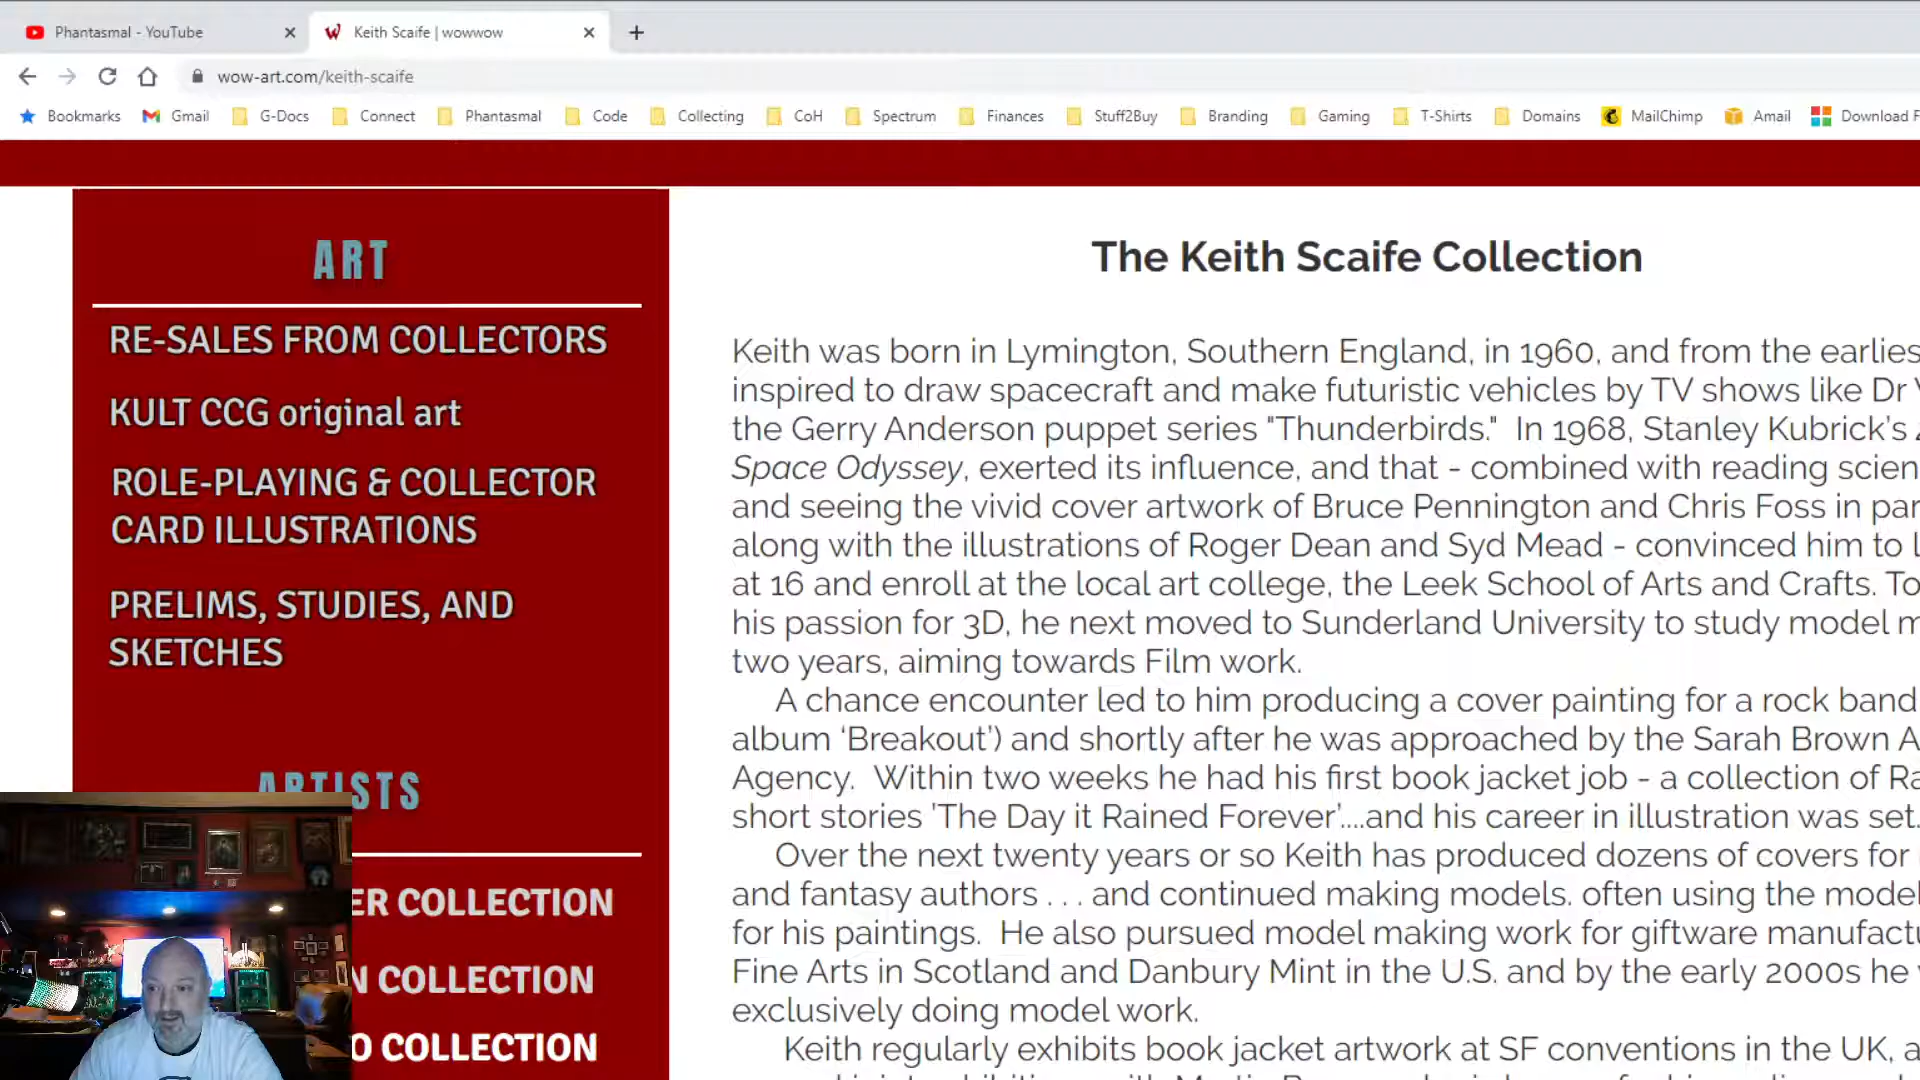 Phantasmal - YouTube
Keith Scaife | wowwow
wow-art.com/keith-scaife
Bookmarks Gmail G-Docs Connect Phantasmal Code Collecting CoH Spectrum Finances Stuff2Buy Branding Gaming T-Shirts Domains MailChimp Amail Download F
ART
RE-SALES FROM COLLECTORS
KULT CCG original art
ROLE-PLAYING & COLLECTOR
CARD ILLUSTRATIONS
PRELIMS, STUDIES, AND
SKETCHES
ARTISTS
ER COLLECTION
N COLLECTION
O COLLECTION
The Keith Scaife Collection
Keith was born in Lymington, Southern England, in 1960, and from the earlies
inspired to draw spacecraft and make futuristic vehicles by TV shows like Dr
the Gerry Anderson puppet series "Thunderbirds." In 1968, Stanley Kubrick's
Space Odyssey, exerted its influence, and that - combined with reading scien
and seeing the vivid cover artwork of Bruce Pennington and Chris Foss in par
along with the illustrations of Roger Dean and Syd Mead - convinced him to l
at 16 and enroll at the local art college, the Leek School of Arts and Crafts. To
his passion for 3D, he next moved to Sunderland University to study model m
two years, aiming towards Film work.
A chance encounter led to him producing a cover painting for a rock band
album ‘Breakout’) and shortly after he was approached by the Sarah Brown A
Agency. Within two weeks he had his first book jacket job - a collection of Ra
short stories 'The Day it Rained Forever’....and his career in illustration was set.
Over the next twenty years or so Keith has produced dozens of covers for
and fantasy authors . . . and continued making models. often using the model
for his paintings. He also pursued model making work for giftware manufactu
Fine Arts in Scotland and Danbury Mint in the U.S. and by the early 2000s he
exclusively doing model work.
Keith regularly exhibits book jacket artwork at SF conventions in the UK, a